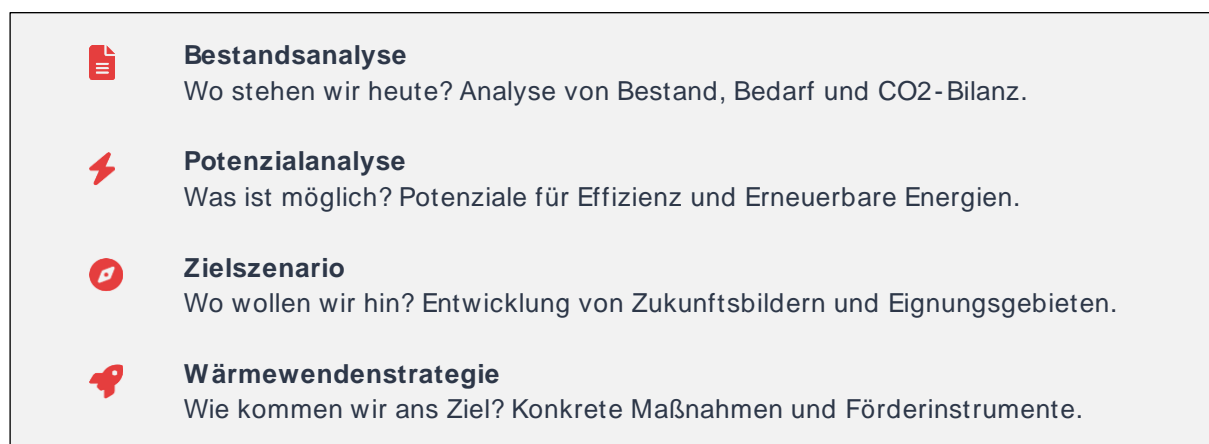 Bestandsanalyse
Wo stehen wir heute? Analyse von Bestand, Bedarf und CO2-Bilanz.
Potenzialanalyse
Was ist möglich? Potenziale für Effizienz und Erneuerbare Energien.
Zielszenario
Wo wollen wir hin? Entwicklung von Zukunftsbildern und Eignungsgebieten.
Wärmewendenstrategie
Wie kommen wir ans Ziel? Konkrete Maßnahmen und Förderinstrumente.